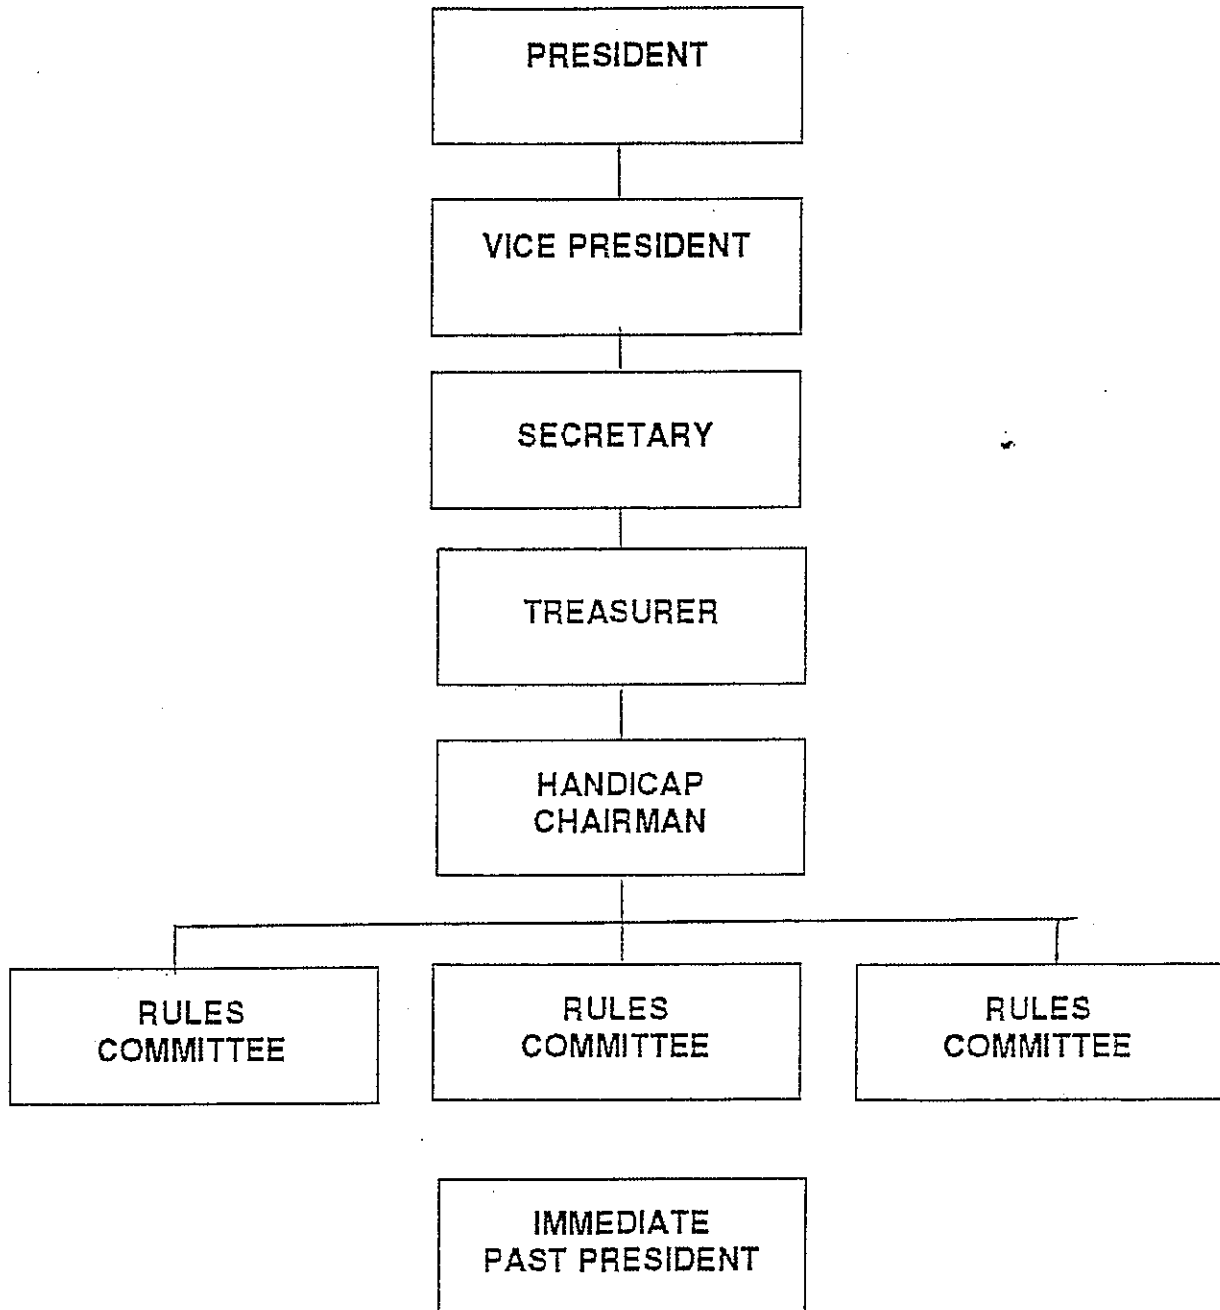 PRESIDENT
VICE PRESIDENT
SECRETARY
TREASURER
HANDICAP
CHAIRMAN
RULES
COMMITTEE
RULES
COMMITTEE
RULES
COMMITTEE
IMMEDIATE
PAST PRESIDENT